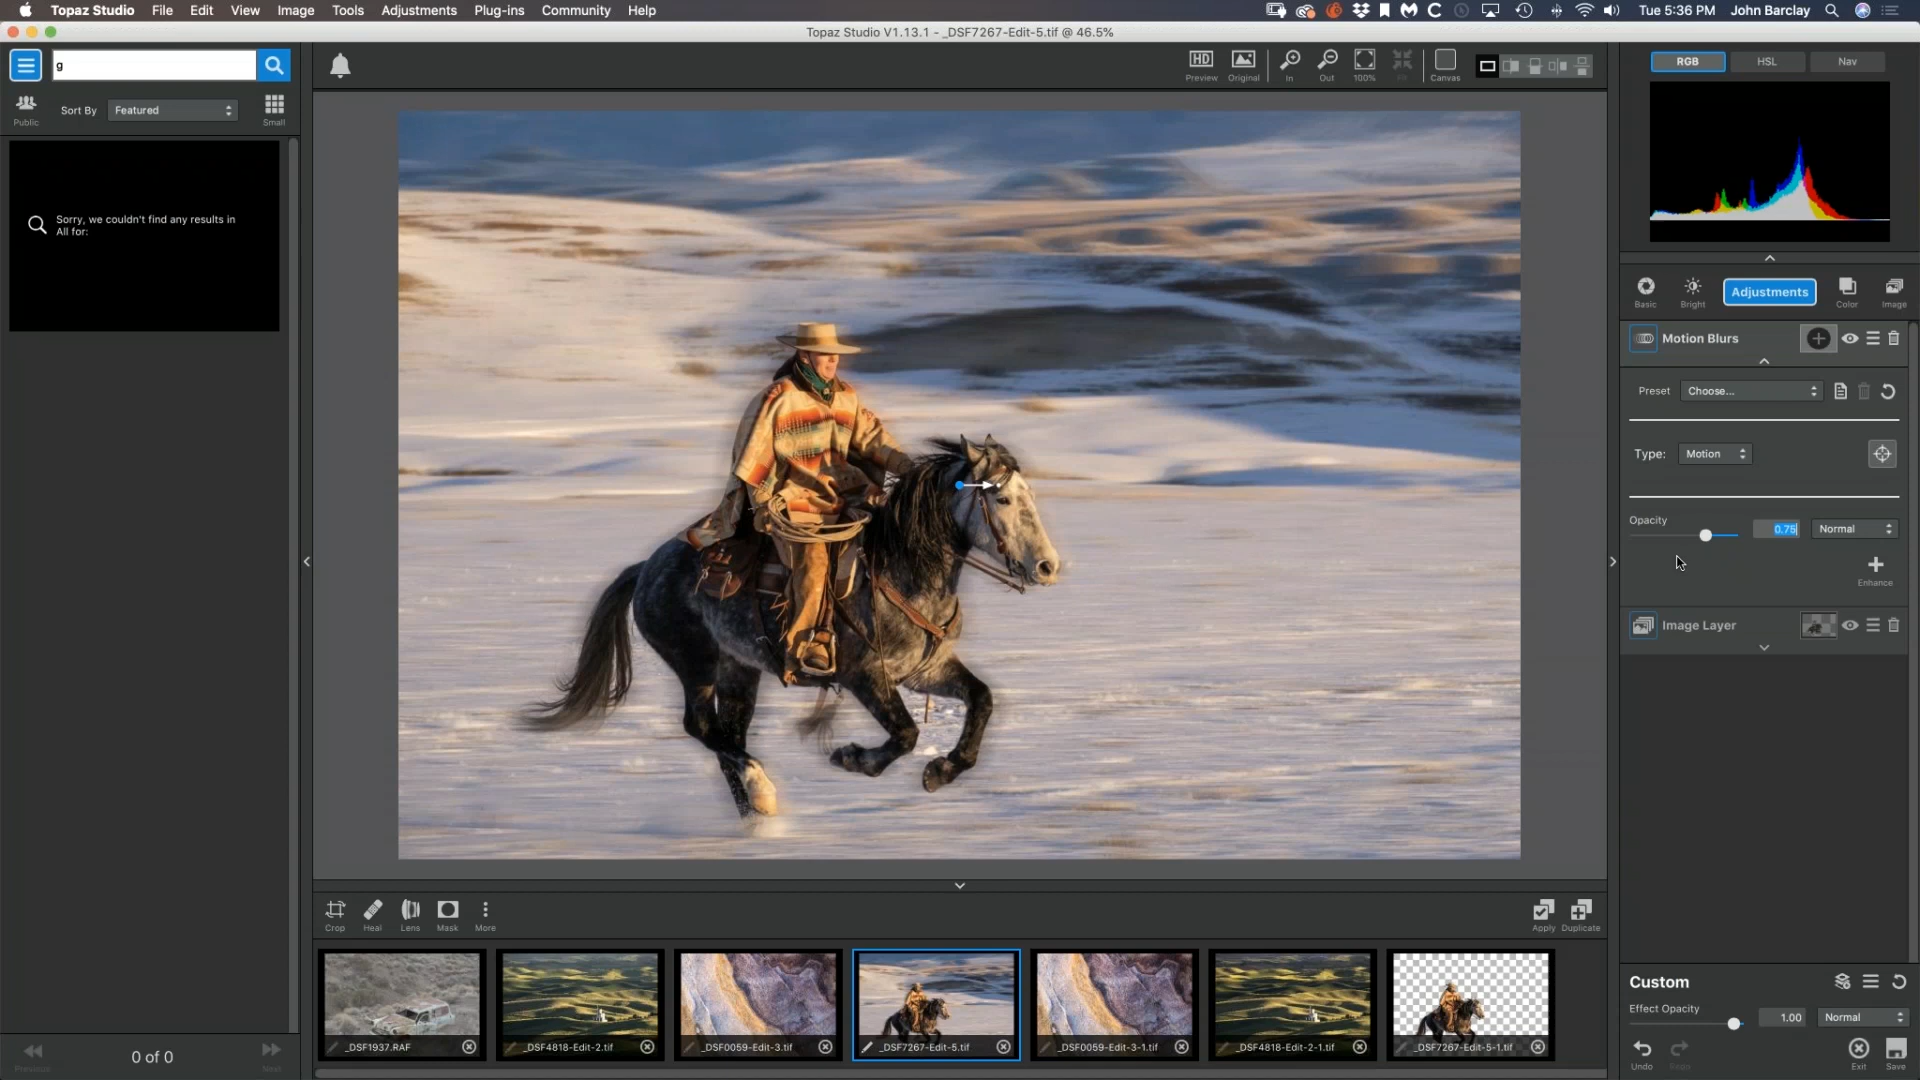 Topaz Studio File Edit View Image Tools Adjustments Plug-ins Community Help Tue 5:36 PM John Barclay
Topaz Studio V1.13.1 - _DSF7267-Edit-5.tif @ 46.5%
g
Public Sort By Featured Small
Sorry, we couldn't find any results in
All for:
Preview Original In Out 100% Fit Canvas
HD
RGB HSL Nav
Basic Bright Adjustments Color Image
Motion Blurs
Preset Choose...
Type: Motion
Opacity 0.75 Normal
Enhance
Image Layer
Crop Heal Lens Mask More Apply Duplicate
_DSF1937.RAF _DSF4818-Edit-2.tif _DSF0059-Edit-3.tif _DSF7267-Edit-5.tif _DSF0059-Edit-3-1.tif _DSF4818-Edit-2-1.tif _DSF7267-Edit-5-1.tif
Previous 0 of 0 Next
Custom
Effect Opacity 1.00 Normal
Undo Redo Exit Save